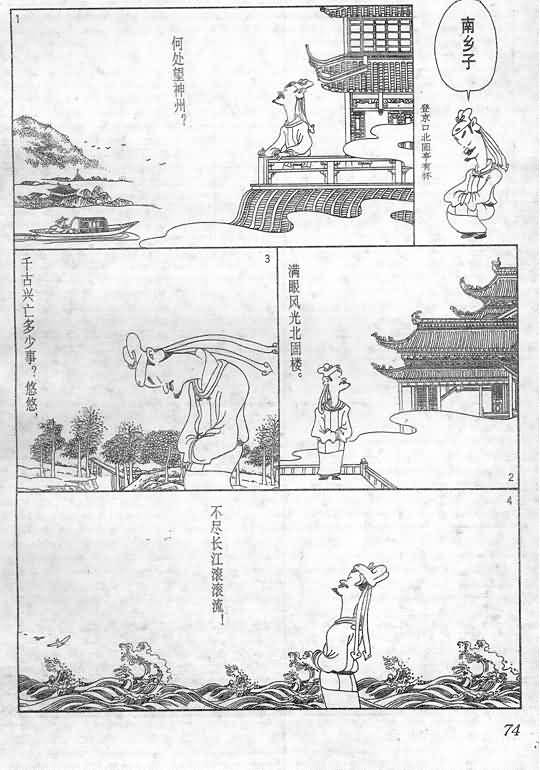 南乡子
登京口北固亭有怀
1
何处望神州？
2
满眼风光北固楼。
3
千古兴亡多少事？悠悠，
4
不尽长江滚滚流！
74